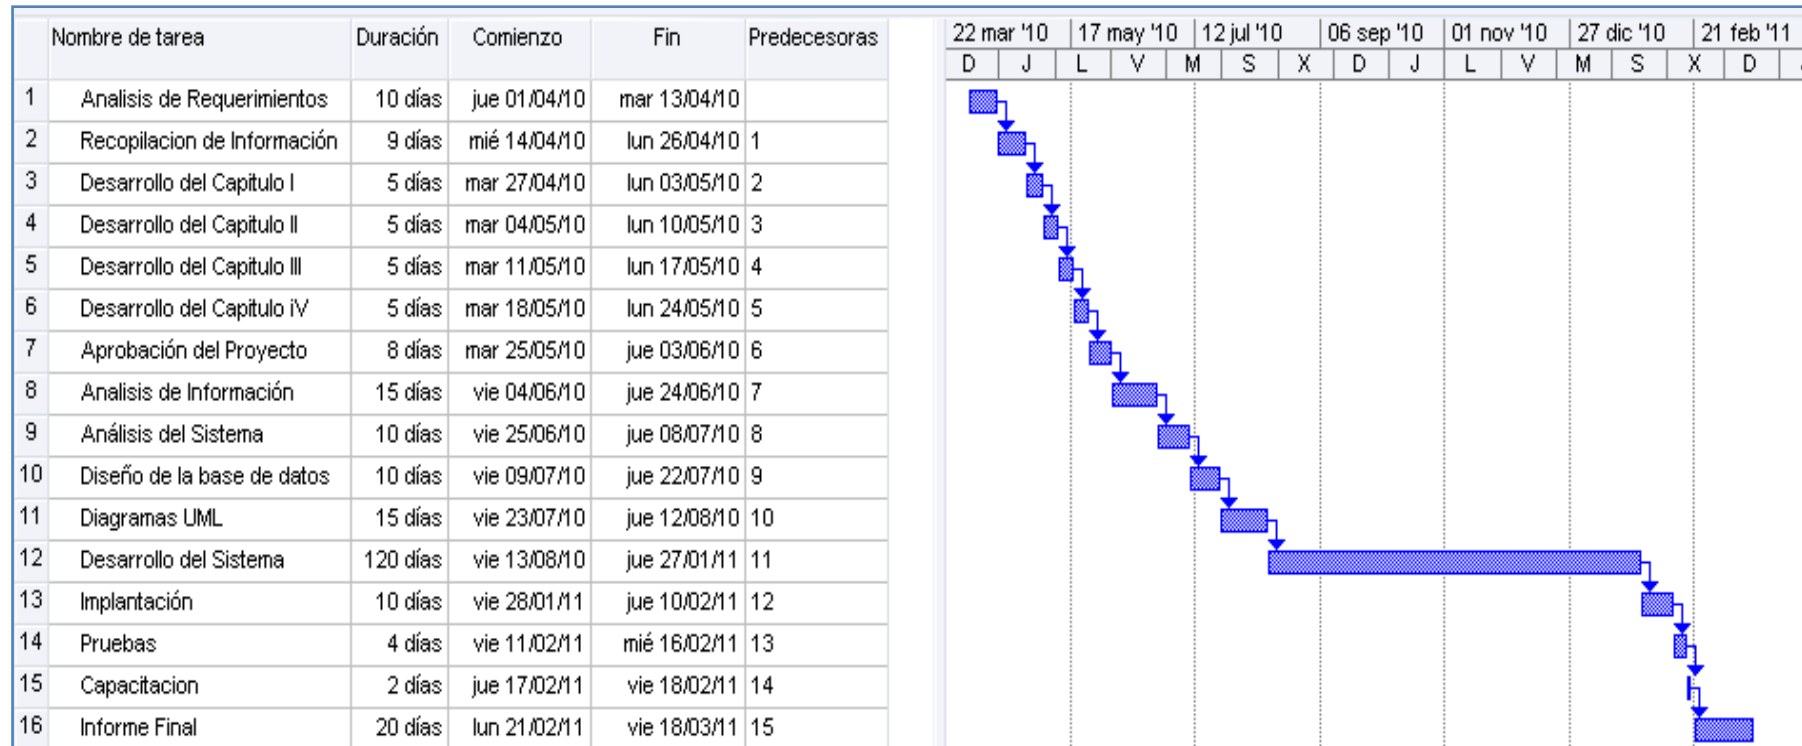 Nombre de tarea Duración Comienzo Fin Predecesoras 22 mar '10 17 may '10 12 jul '10 06 sep '10 01 nov '10 27 dic '10 21 feb '11
D J L V M S X D J L V M S X D
1 Analisis de Requerimientos 10 días jue 01/04/10 mar 13/04/10
2 Recopilacion de Información 9 días mié 14/04/10 lun 26/04/10 1
3 Desarrollo del Capitulo I 5 días mar 27/04/10 lun 03/05/10 2
4 Desarrollo del Capitulo II 5 días mar 04/05/10 lun 10/05/10 3
5 Desarrollo del Capitulo III 5 días mar 11/05/10 lun 17/05/10 4
6 Desarrollo del Capitulo iV 5 días mar 18/05/10 lun 24/05/10 5
7 Aprobación del Proyecto 8 días mar 25/05/10 jue 03/06/10 6
8 Analisis de Información 15 días vie 04/06/10 jue 24/06/10 7
9 Análisis del Sistema 10 días vie 25/06/10 jue 08/07/10 8
10 Diseño de la base de datos 10 días vie 09/07/10 jue 22/07/10 9
11 Diagramas UML 15 días vie 23/07/10 jue 12/08/10 10
12 Desarrollo del Sistema 120 días vie 13/08/10 jue 27/01/11 11
13 Implantación 10 días vie 28/01/11 jue 10/02/11 12
14 Pruebas 4 días vie 11/02/11 mié 16/02/11 13
15 Capacitacion 2 días jue 17/02/11 vie 18/02/11 14
16 Informe Final 20 días lun 21/02/11 vie 18/03/11 15